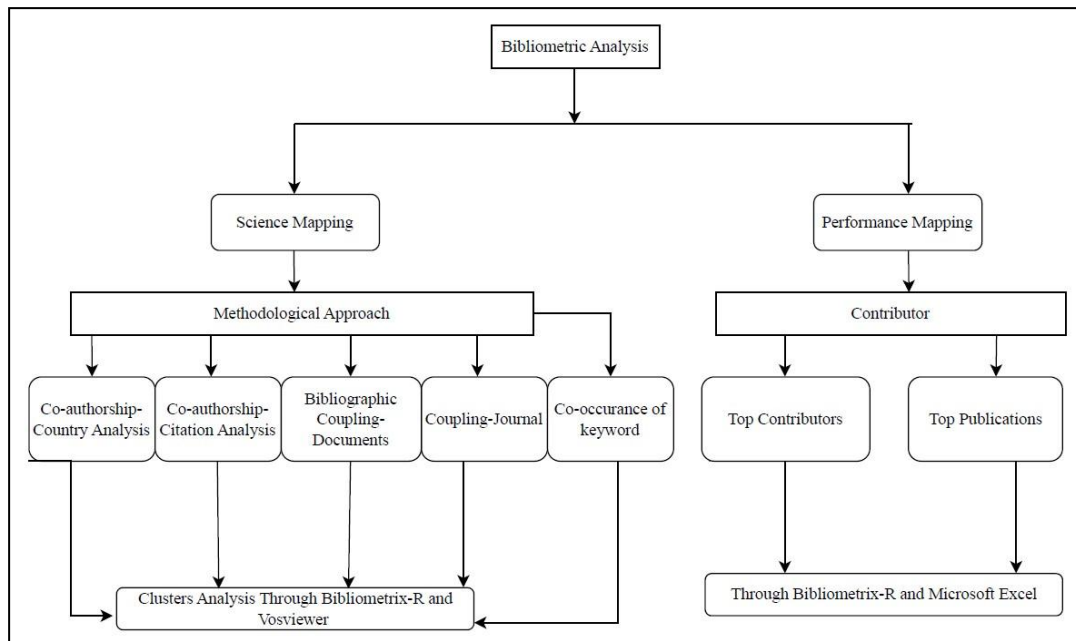 Bibliometric Analysis
Science Mapping
Performance Mapping
Methodological Approach
Contributor
Co-authorship-
Country Analysis
Co-authorship-
Citation Analysis
Bibliographic
Coupling-
Documents
Coupling-Journal
Co-occurance of
keyword
Top Contributors
Top Publications
Clusters Analysis Through Bibliometrix-R and
Vosviewer
Through Bibliometrix-R and Microsoft Excel